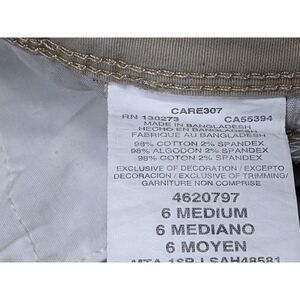 CARE307
RN 130273 CA55394
MADE IN BANGLADESH
HECHO EN BANGLADESH
FABRIQUE AU BANGLADESH
98% COTTON 2% SPANDEX
98% ALGODON 2% SPANDEX
98% COTON 2% SPANDEX
EXCLUSIVE OF DECORATION / EXCEPTO
DECORACION / EXCLUSIVE OF TRIMMING/
GARNITURE NON COMPRISE
4620797
6 MEDIUM
6 MEDIANO
6 MOYEN